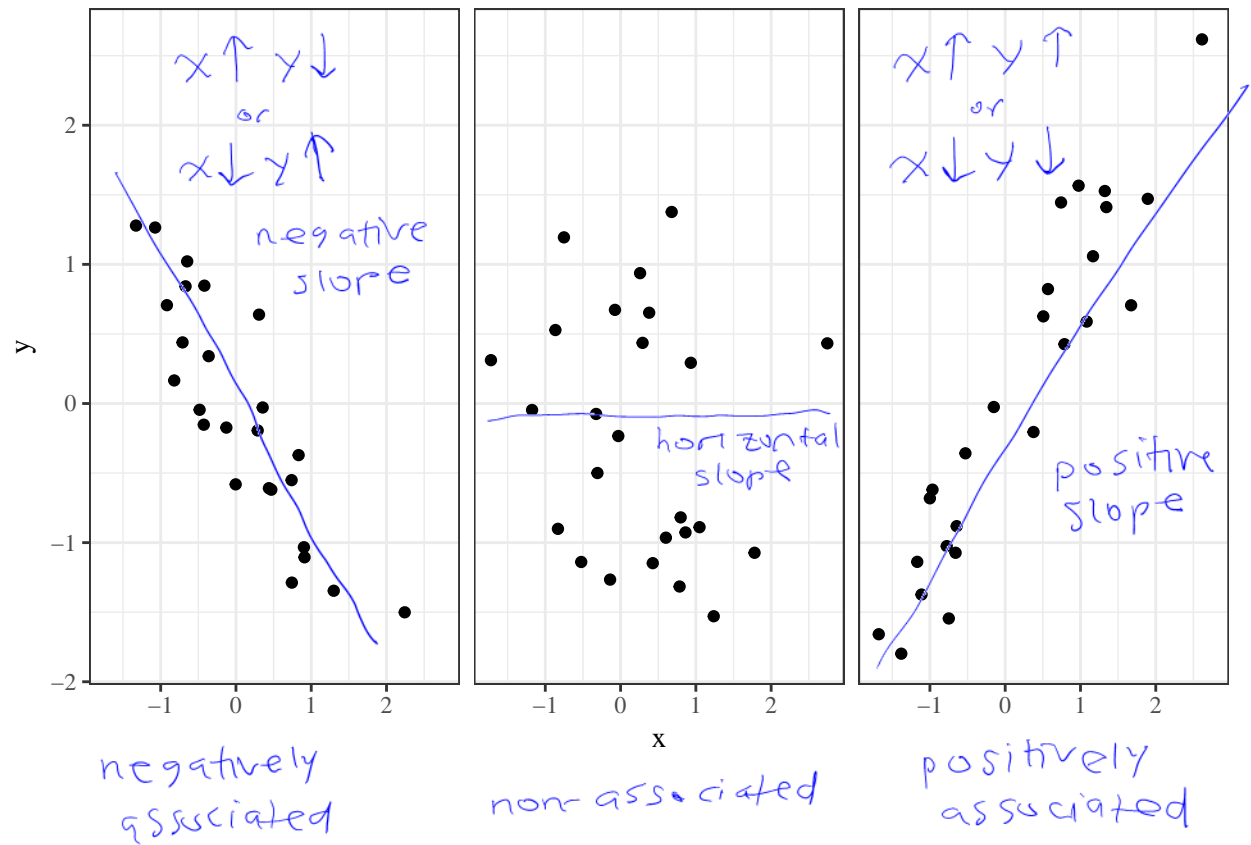 X ↑ Y ↓
or
X ↓ Y ↑
negative
slope
horizontal
slope
X ↑ Y ↑
or
X ↓ Y ↓
positive
slope
y
2
1
0
−1
−2
−1 0 1 2
−1 0 1 2
−1 0 1 2
x
negatively
associated
non-associated
positively
associated